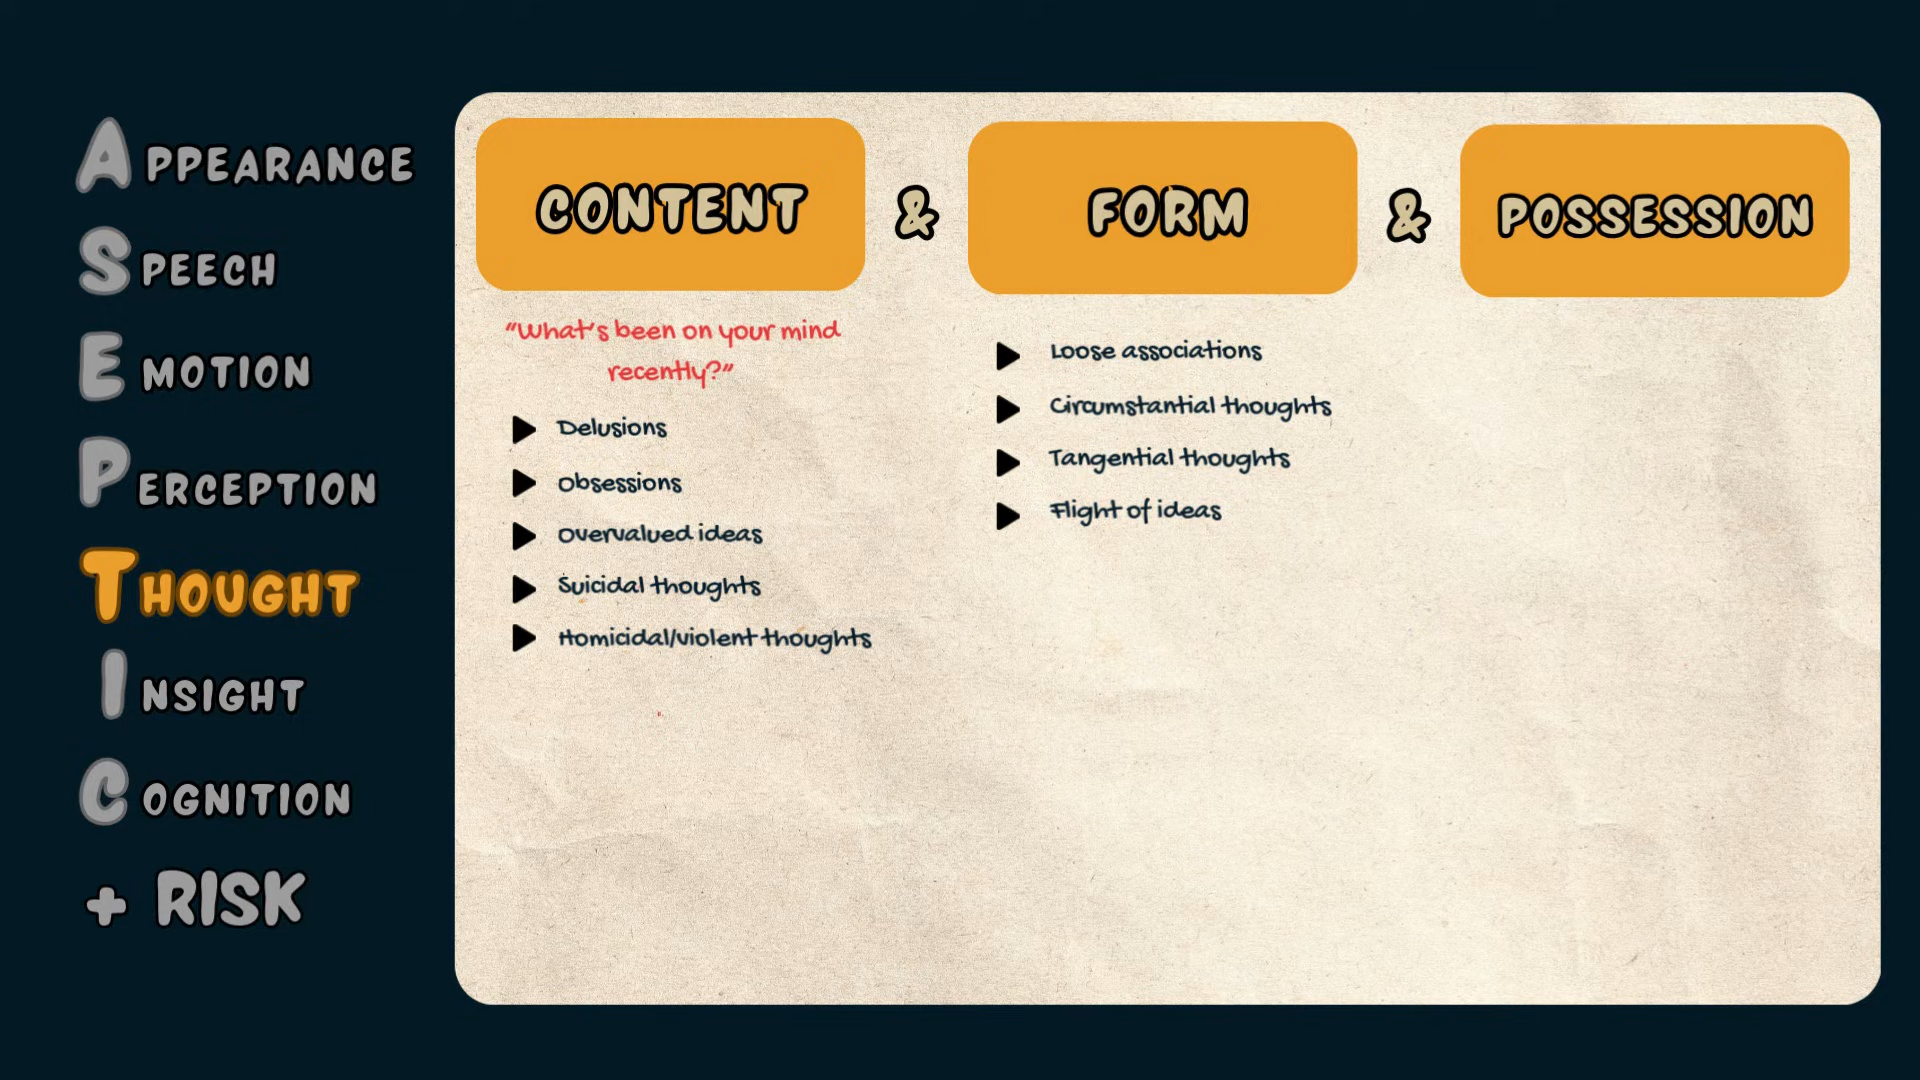 APPEARANCE
SPEECH
EMOTION
PERCEPTION
THOUGHT
INSIGHT
COGNITION
+ RISK
CONTENT & FORM & POSSESSION
"What's been on your mind
recently?"
Delusions
Obsessions
Overvalued ideas
Suicidal thoughts
Homicidal/violent thoughts
Loose associations
Circumstantial thoughts
Tangential thoughts
Flight of ideas